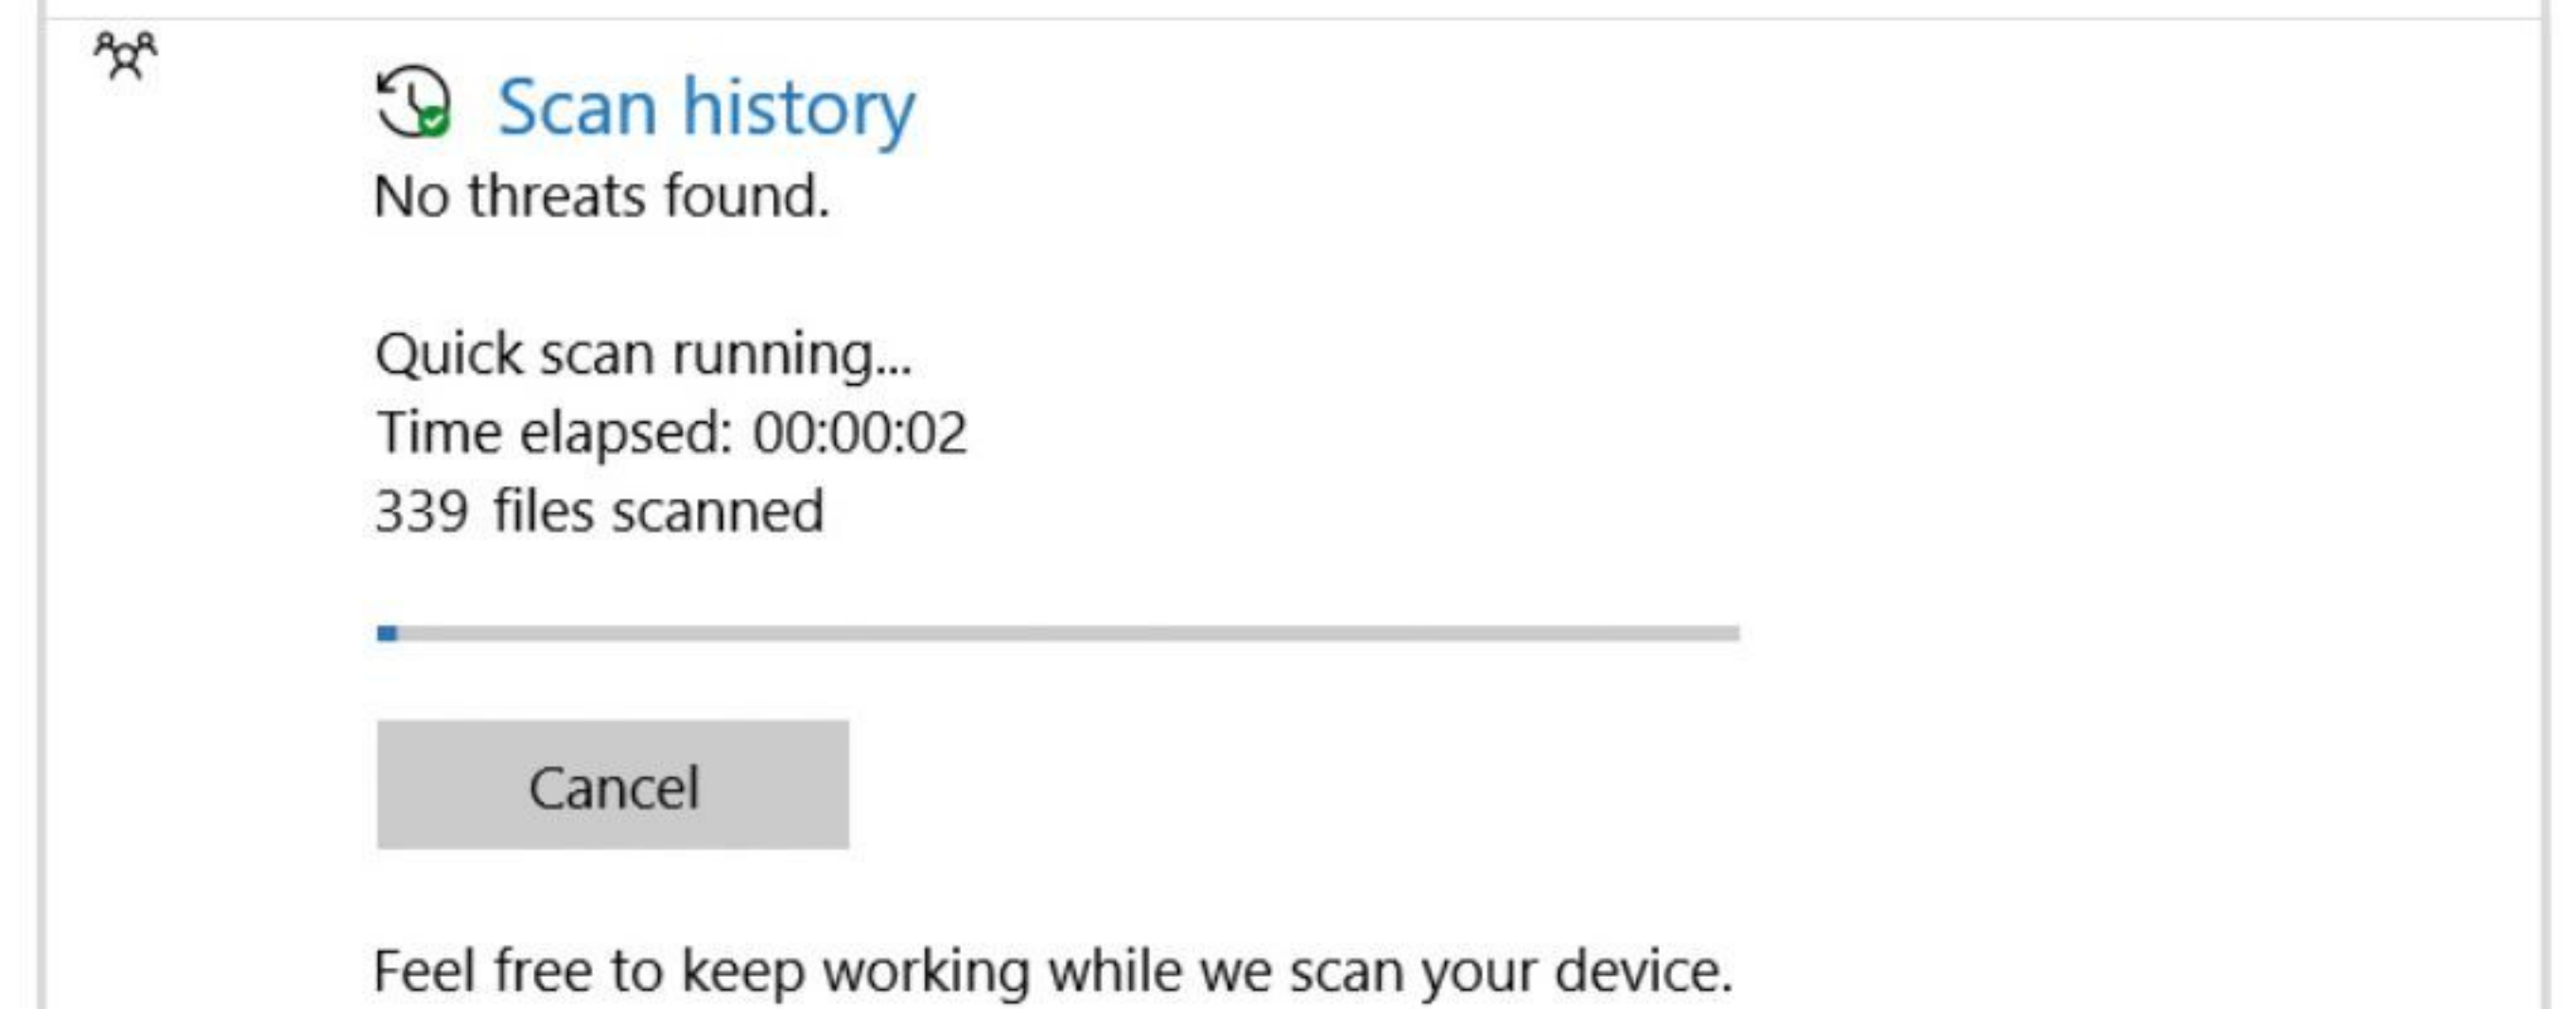 Scan history
No threats found.
Quick scan running...
Time elapsed: 00:00:02
339 files scanned
Cancel
Feel free to keep working while we scan your device.